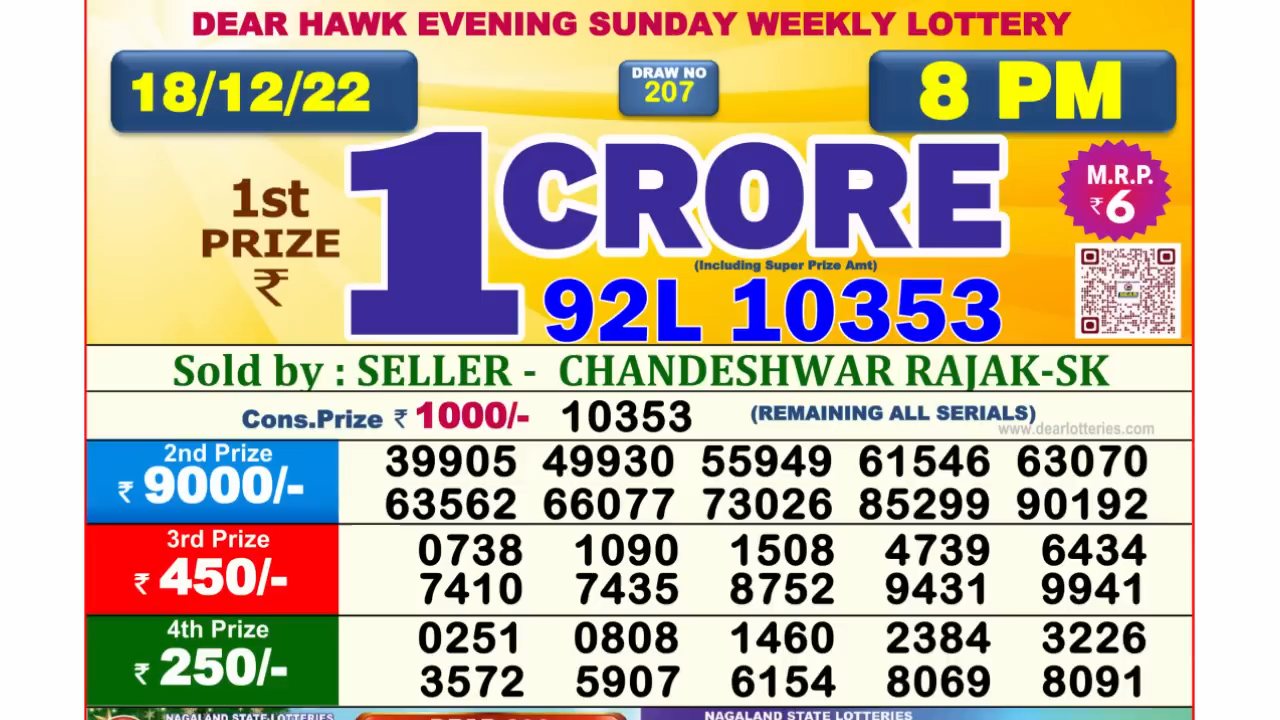 DEAR HAWK EVENING SUNDAY WEEKLY LOTTERY
18/12/22
DRAW NO
207
8 PM
1st
PRIZE
₹
1 CRORE
(Including Super Prize Amt)
92L 10353
M.R.P.
₹6
Sold by : SELLER - CHANDESHWAR RAJAK-SK
Cons.Prize ₹ 1000/- 10353 (REMAINING ALL SERIALS)
www.dearlotteries.com
2nd Prize
₹ 9000/-
39905 49930 55949 61546 63070
63562 66077 73026 85299 90192
3rd Prize
₹ 450/-
0738 1090 1508 4739 6434
7410 7435 8752 9431 9941
4th Prize
₹ 250/-
0251 0808 1460 2384 3226
3572 5907 6154 8069 8091
NAGALAND STATE LOTTERIES
NAGALAND STATE LOTTERIES